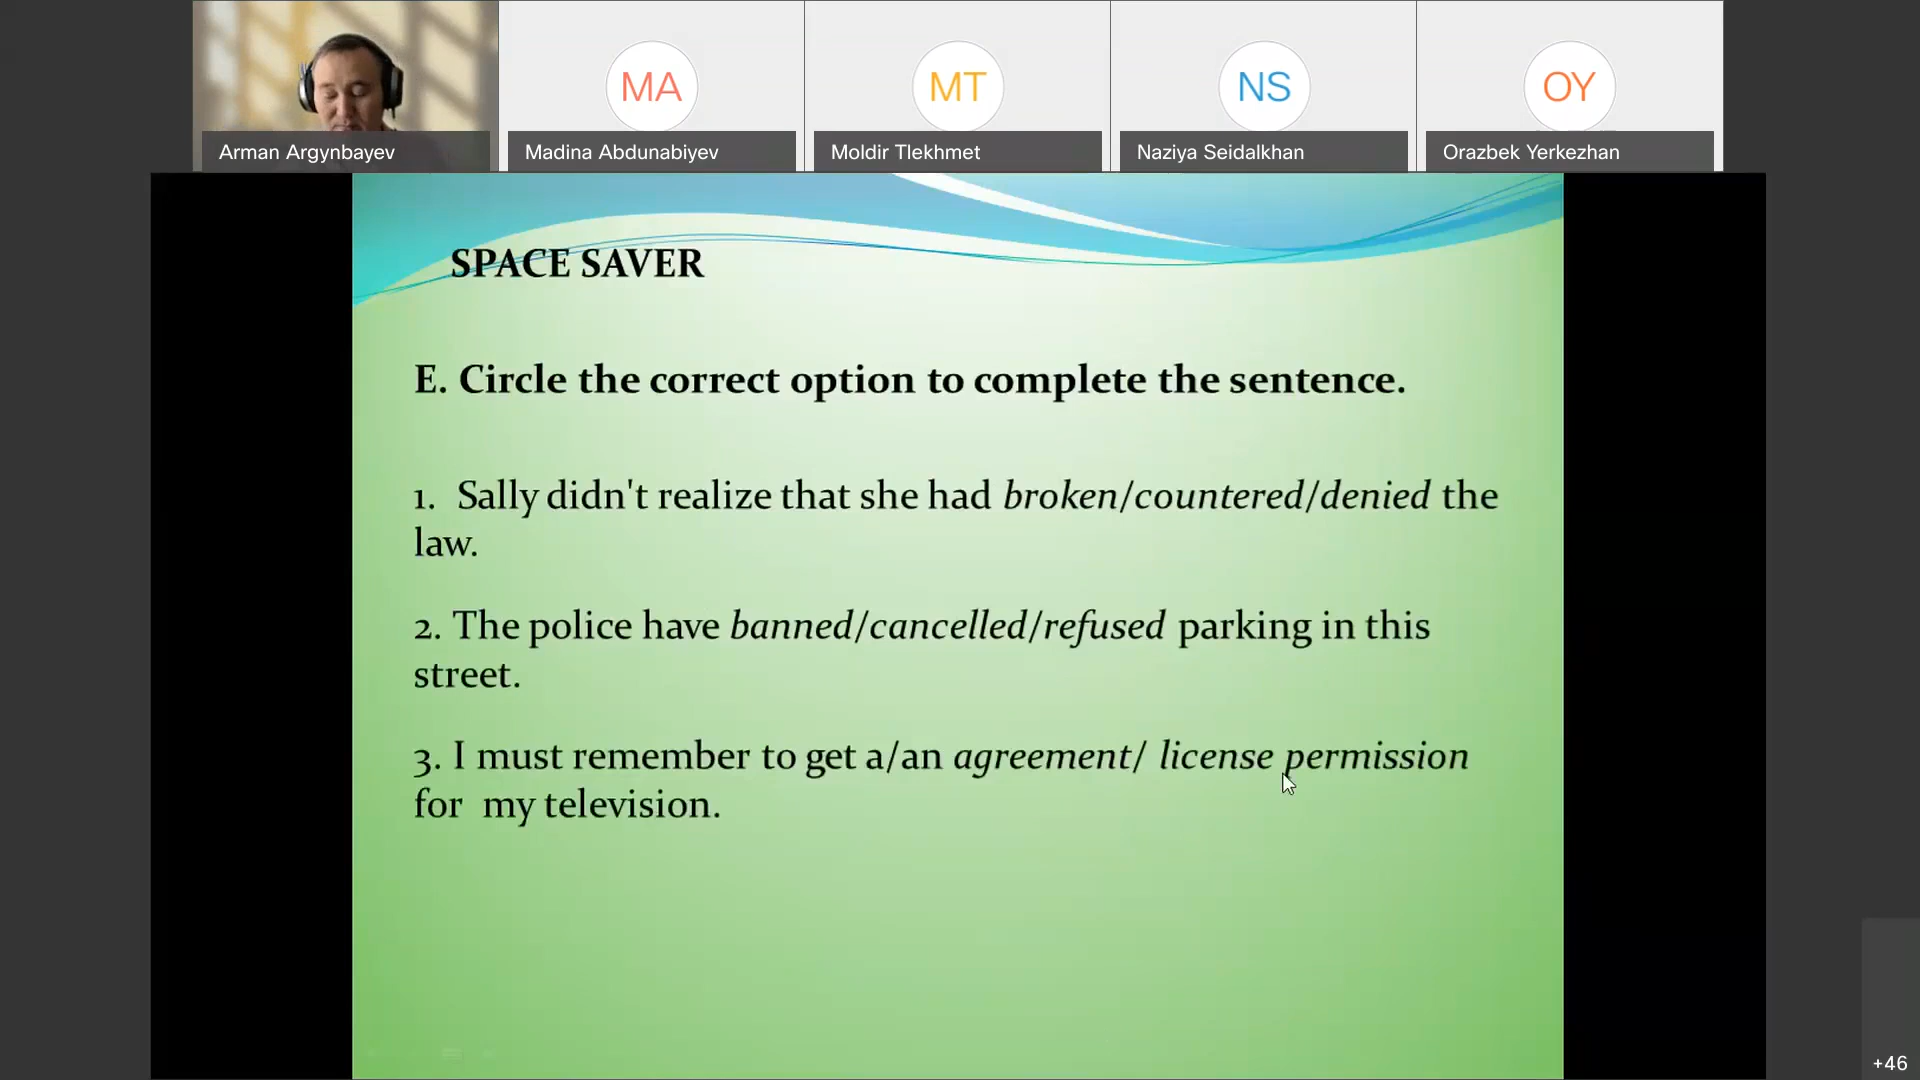 MA
MT
NS
OY
Arman Argynbayev
Madina Abdunabiyev
Moldir Tlekhmet
Naziya Seidalkhan
Orazbek Yerkezhan
SPACE SAVER
E. Circle the correct option to complete the sentence.
1. Sally didn't realize that she had broken/countered/denied the
law.
2. The police have banned/cancelled/refused parking in this
street.
3. I must remember to get a/an agreement/ license permission
for my television.
+46